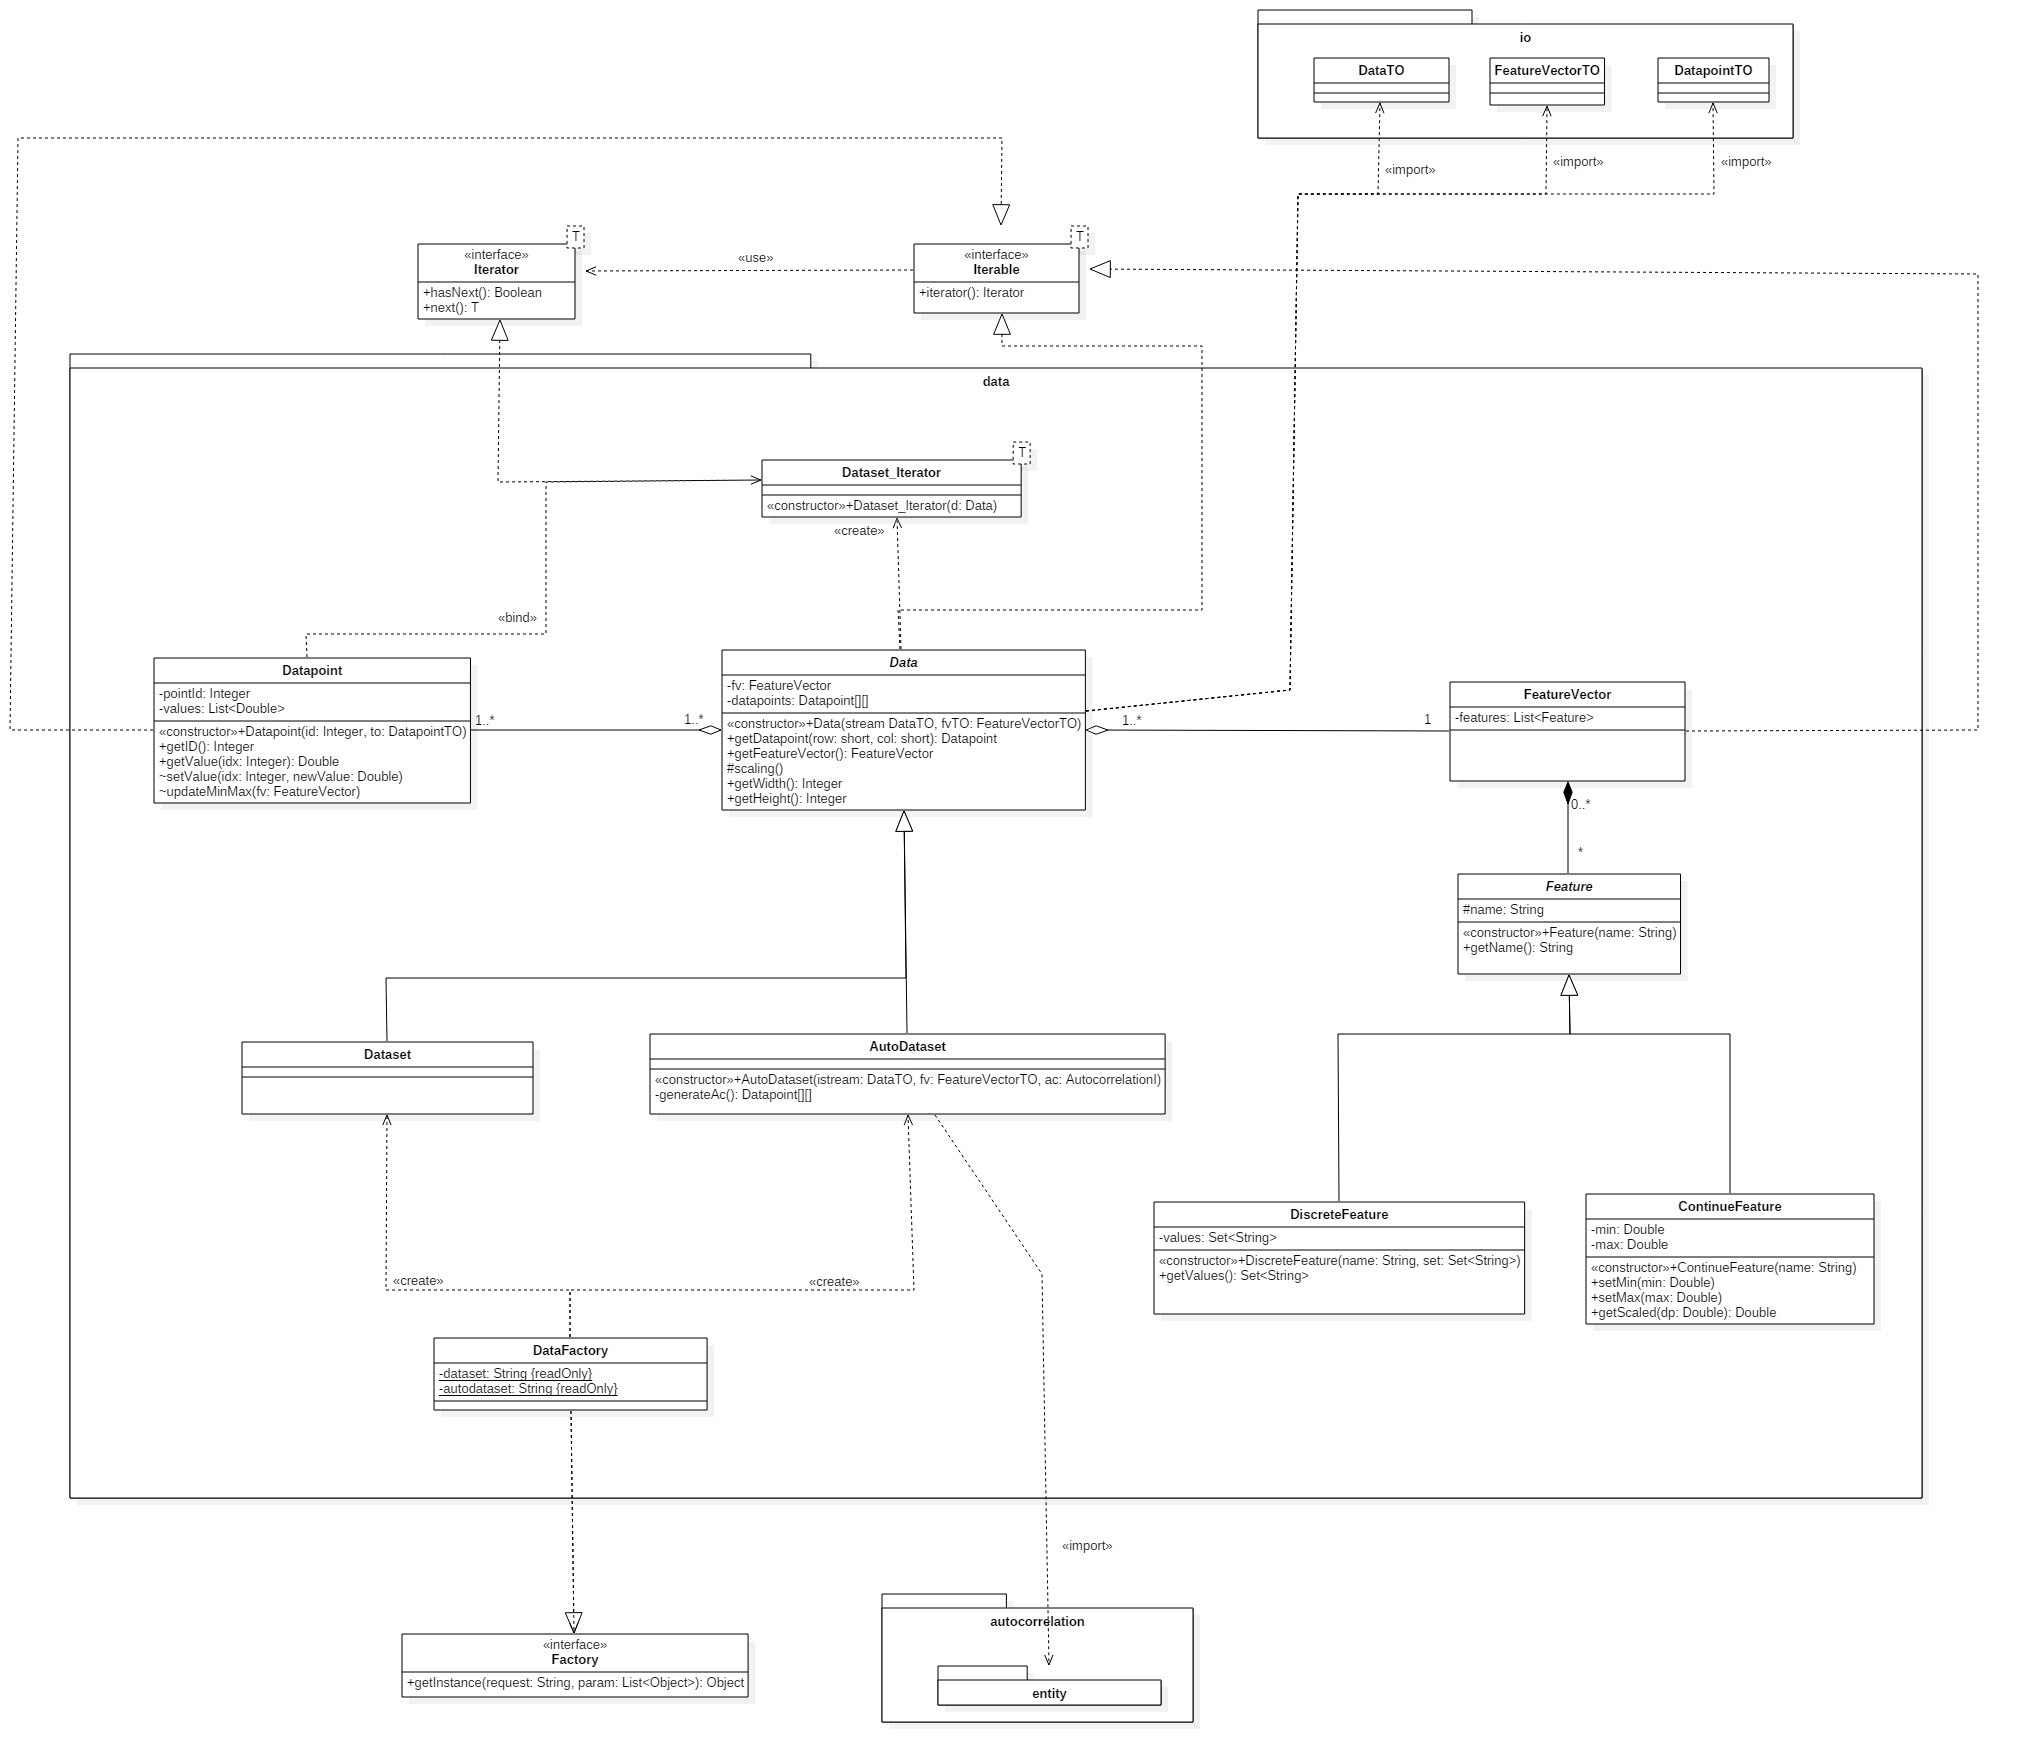 io
DataTO
FeatureVectorTO
DatapointTO
«import»
«import»
«import»
T
«interface»
Iterator
+hasNext(): Boolean
+next(): T
«use»
T
«interface»
Iterable
+iterator(): Iterator
data
T
Dataset_Iterator
«constructor»+Dataset_Iterator(d: Data)
«create»
«bind»
Datapoint
-pointId: Integer
-values: List<Double>
«constructor»+Datapoint(id: Integer, to: DatapointTO)
+getID(): Integer
+getValue(idx: Integer): Double
~setValue(idx: Integer, newValue: Double)
~updateMinMax(fv: FeatureVector)
1..*
1..*
Data
-fv: FeatureVector
-datapoints: Datapoint[][]
«constructor»+Data(stream DataTO, fvTO: FeatureVectorTO)
+getDatapoint(row: short, col: short): Datapoint
+getFeatureVector(): FeatureVector
#scaling()
+getWidth(): Integer
+getHeight(): Integer
1..*
1
FeatureVector
-features: List<Feature>
0..*
*
Feature
#name: String
«constructor»+Feature(name: String)
+getName(): String
Dataset
AutoDataset
«constructor»+AutoDataset(istream: DataTO, fv: FeatureVectorTO, ac: AutocorrelationI)
-generateAc(): Datapoint[][]
DiscreteFeature
-values: Set<String>
«constructor»+DiscreteFeature(name: String, set: Set<String>)
+getValues(): Set<String>
ContinueFeature
-min: Double
-max: Double
«constructor»+ContinueFeature(name: String)
+setMin(min: Double)
+setMax(max: Double)
+getScaled(dp: Double): Double
«create»
«create»
DataFactory
-dataset: String {readOnly}
-autodataset: String {readOnly}
«import»
«interface»
Factory
+getInstance(request: String, param: List<Object>): Object
autocorrelation
entity